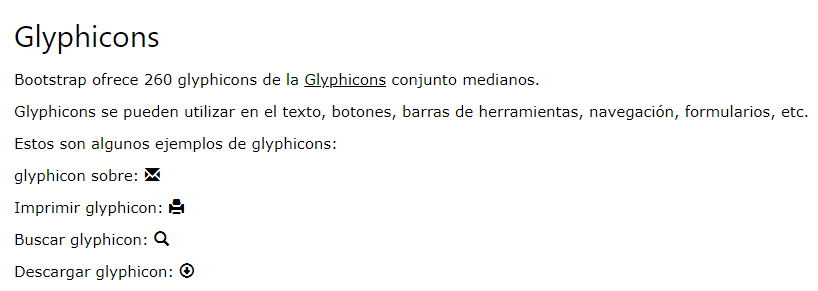 Glyphicons
Bootstrap ofrece 260 glyphicons de la Glyphicons conjunto medianos.
Glyphicons se pueden utilizar en el texto, botones, barras de herramientas, navegación, formularios, etc.
Estos son algunos ejemplos de glyphicons:
glyphicon sobre:
Imprimir glyphicon:
Buscar glyphicon:
Descargar glyphicon: